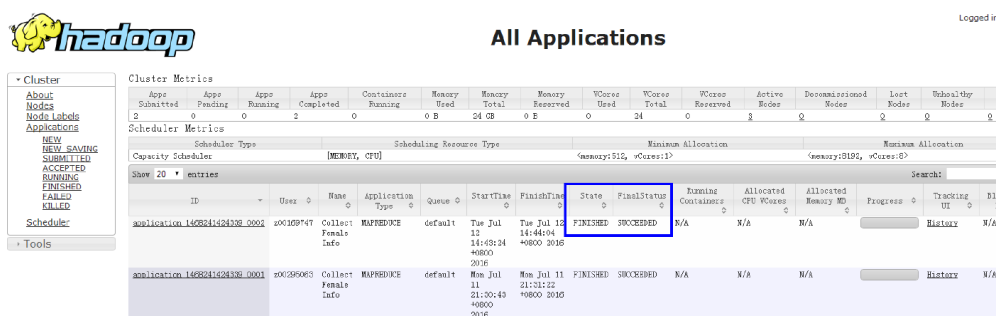 Logged in
hadoop
All Applications
Cluster
About
Nodes
Node Labels
Applications
NEW
NEW_SAVING
SUBMITTED
ACCEPTED
RUNNING
FINISHED
FAILED
KILLED
Scheduler
Tools
Cluster Metrics
Apps Submitted Apps Pending Apps Running Apps Completed Containers Running Memory Used Memory Total Memory Reserved VCores Used VCores Total VCores Reserved Active Nodes Decommissioned Nodes Lost Nodes Unhealthy Nodes
2 0 0 2 0 0 B 24 GB 0 B 0 24 0 3 0 0 0
Scheduler Metrics
Scheduler Type Scheduling Resource Type Minimum Allocation Maximum Allocation
Capacity Scheduler [MEMORY, CPU] <memory:512, vCores:1> <memory:8192, vCores:8>
Show 20 entries Search:
ID User Name Application Type Queue StartTime FinishTime State FinalStatus Running Containers Allocated CPU VCores Allocated Memory MB Progress Tracking UI Bl
application_1468241424339_0002 z00169747 Collect MAPREDUCE default Tue Jul Tue Jul 12 FINISHED SUCCEEDED N/A N/A N/A History N/A
Female 12 14:44:04
Info 14:43:24 +0800 2016
+0800
2016
application_1468241424339_0001 z00295063 Collect MAPREDUCE default Mon Jul Mon Jul 11 FINISHED SUCCEEDED N/A N/A N/A History N/A
Female 11 21:31:22
Info 21:30:43 +0800 2016
+0800
2016